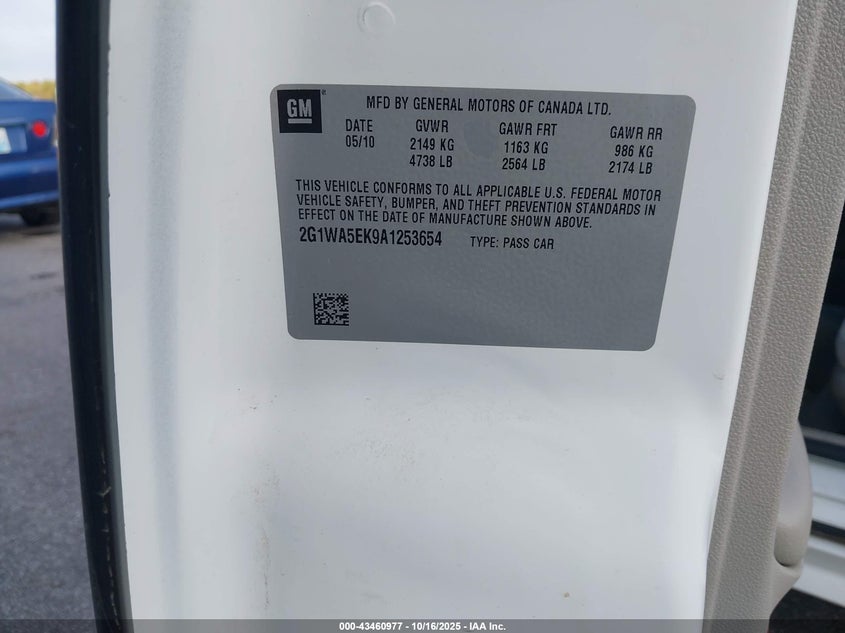 GM
MFD BY GENERAL MOTORS OF CANADA LTD.
DATE GVWR GAWR FRT GAWR RR
05/10 2149 KG 1163 KG 986 KG
4738 LB 2564 LB 2174 LB
THIS VEHICLE CONFORMS TO ALL APPLICABLE U.S. FEDERAL MOTOR
VEHICLE SAFETY, BUMPER, AND THEFT PREVENTION STANDARDS IN
EFFECT ON THE DATE OF MANUFACTURE SHOWN ABOVE.
2G1WA5EK9A1253654 TYPE: PASS CAR
000-43460977 - 10/16/2025 - IAA Inc.